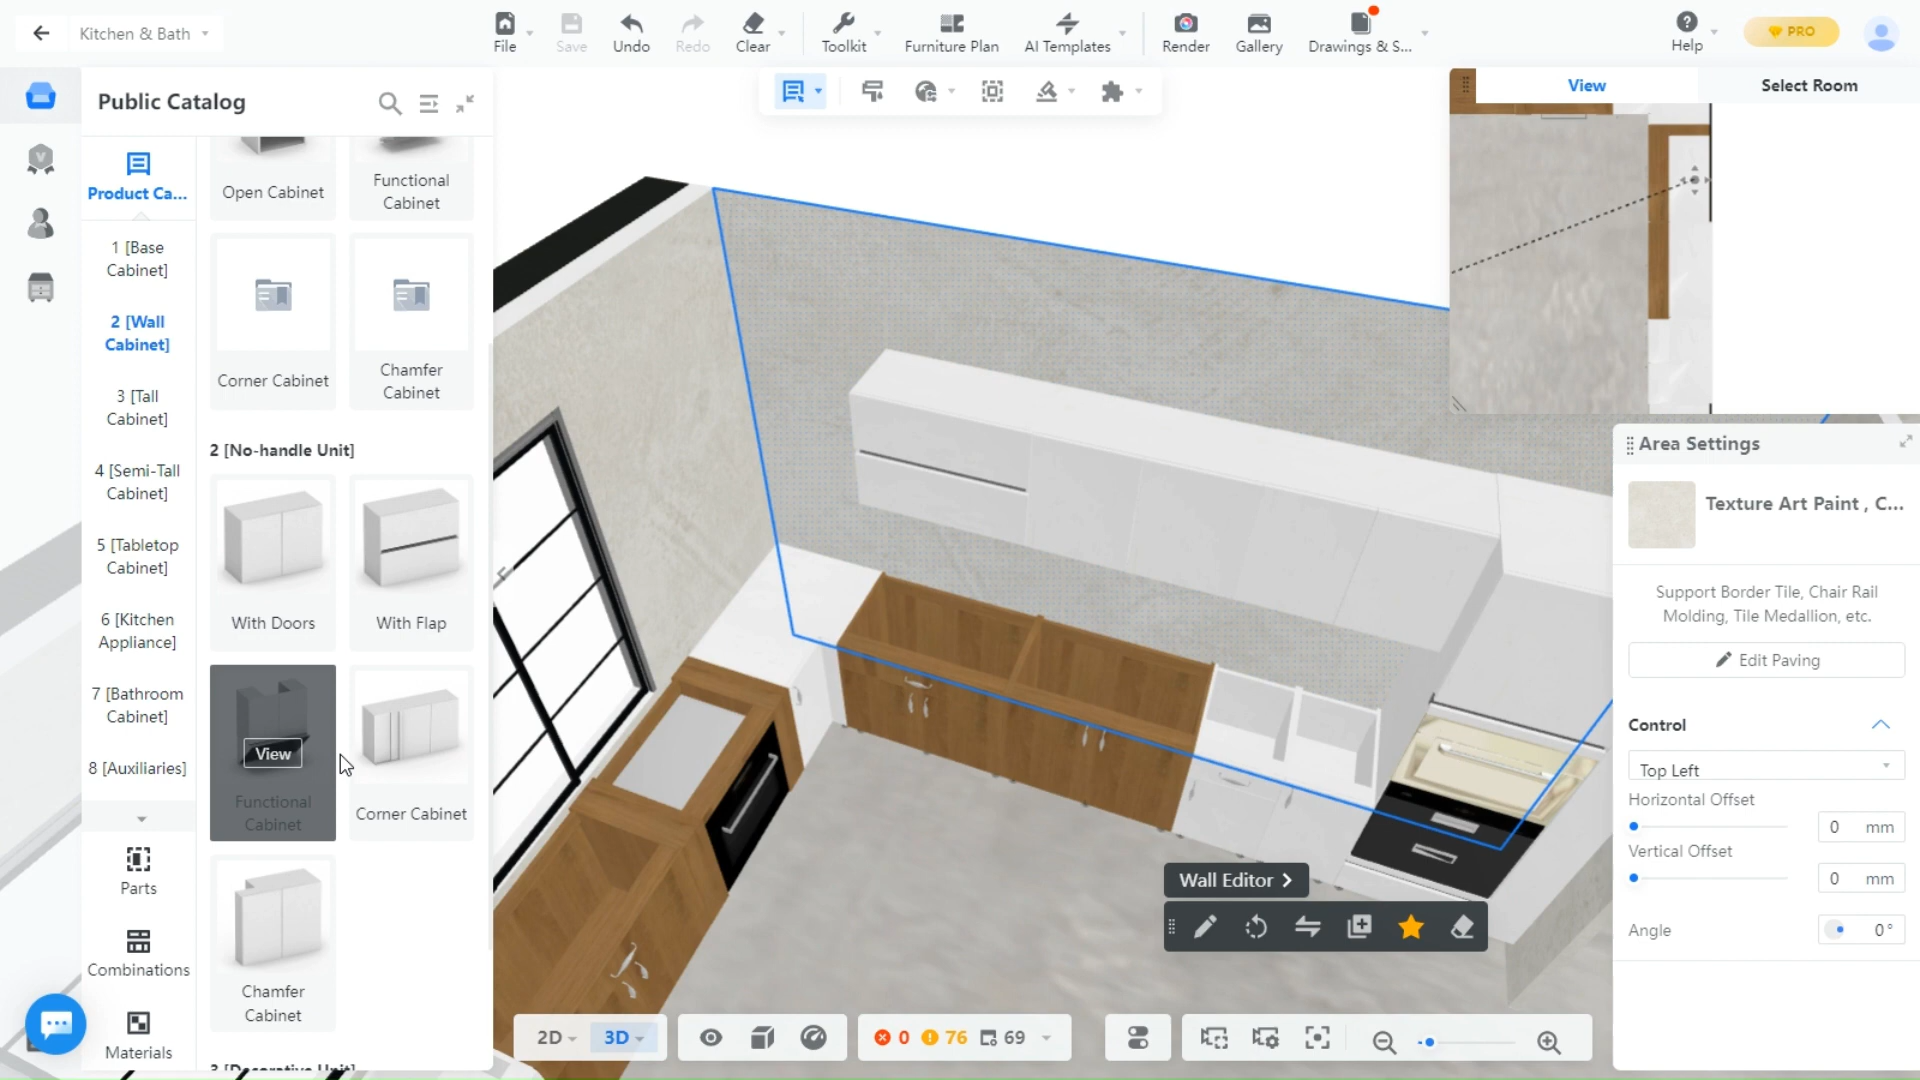 Kitchen & Bath
File
Save
Undo
Redo
Clear
Toolkit
Furniture Plan
AI Templates
Render
Gallery
Drawings & S...
Help
PRO
Public Catalog
View
Select Room
Product Ca...
1 [Base
Cabinet]
2 [Wall
Cabinet]
3 [Tall
Cabinet]
4 [Semi-Tall
Cabinet]
5 [Tabletop
Cabinet]
6 [Kitchen
Appliance]
7 [Bathroom
Cabinet]
8 [Auxiliaries]
Parts
Combinations
Materials
Open Cabinet
Functional
Cabinet
Corner Cabinet
Chamfer
Cabinet
2 [No-handle Unit]
With Doors
With Flap
View
Functional
Cabinet
Corner Cabinet
Chamfer
Cabinet
3 [Decorative Unit]
Wall Editor
2D
3D
0
76
69
Area Settings
Texture Art Paint , C...
Support Border Tile, Chair Rail
Molding, Tile Medallion, etc.
Edit Paving
Control
Top Left
Horizontal Offset
0 mm
Vertical Offset
0 mm
Angle
0 °